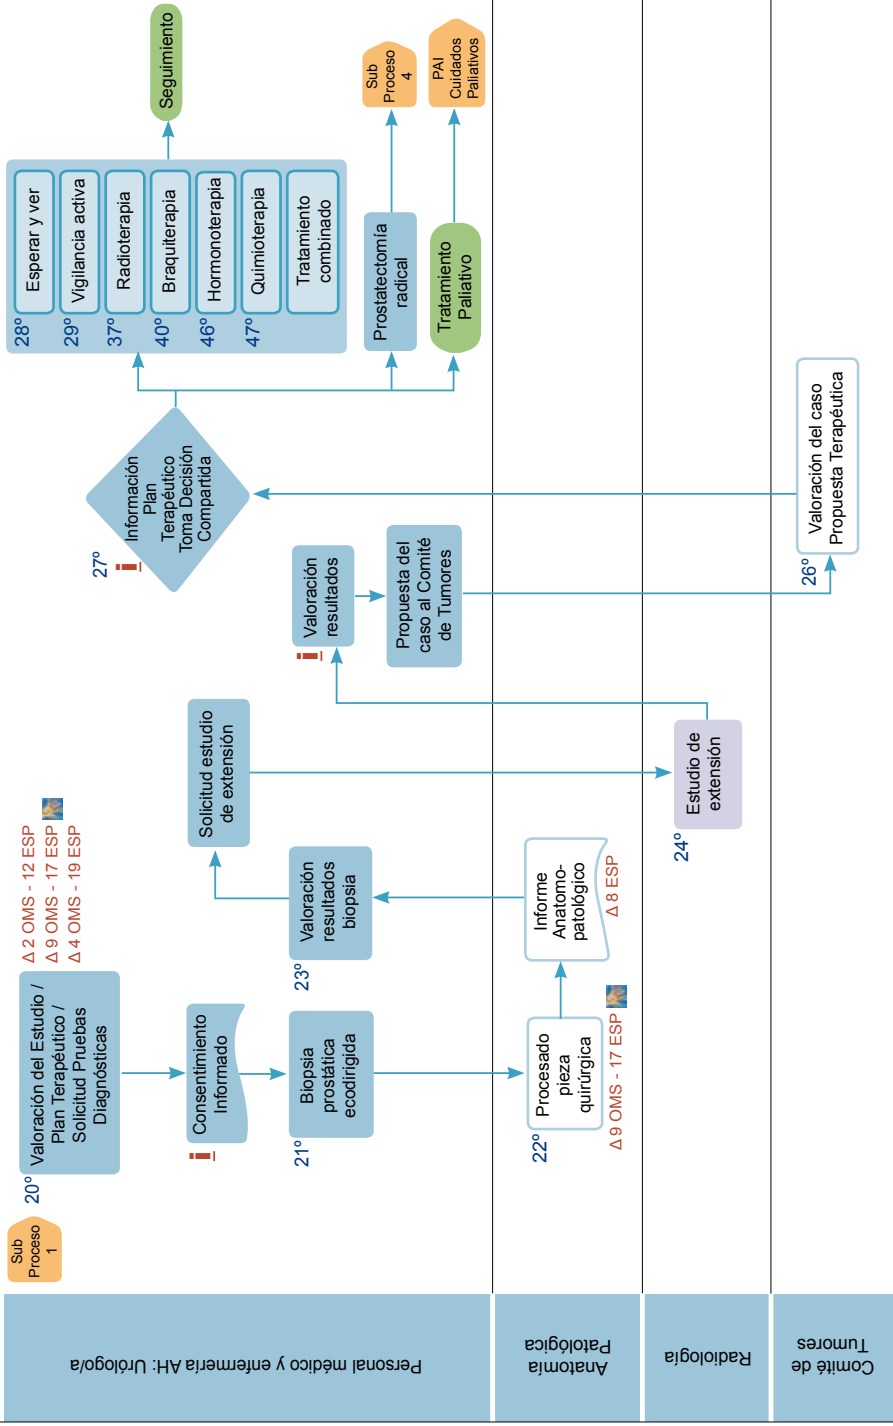 Personal médico y enfermería AH: Urólogo/a
Anatomía
Patológica
Radiología
Comité de
Tumores
Sub
Proceso
1
20º
Valoración del Estudio /
Plan Terapéutico /
Solicitud Pruebas
Diagnósticas
Δ 2 OMS - 12 ESP
Δ 9 OMS - 17 ESP
Δ 4 OMS - 19 ESP
i
Consentimiento
Informado
21º
Biopsia
prostática
ecodirigida
22º
Procesado
pieza
quirúrgica
Δ 9 OMS - 17 ESP
Informe
Anatomo-
patológico
Δ 8 ESP
23º
Valoración
resultados
biopsia
Solicitud estudio
de extensión
24º
Estudio de
extensión
i
Valoración
resultados
Propuesta del
caso al Comité
de Tumores
26º
Valoración del caso
Propuesta Terapéutica
27º
i
Información
Plan
Terapéutico
Toma Decisión
Compartida
28º
Esperar y ver
29º
Vigilancia activa
37º
Radioterapia
40º
Braquiterapia
46º
Hormonoterapia
47º
Quimioterapia
Tratamiento
combinado
Seguimiento
Prostatectomía
radical
Sub
Proceso
4
Tratamiento
Paliativo
PAI
Cuidados
Paliativos